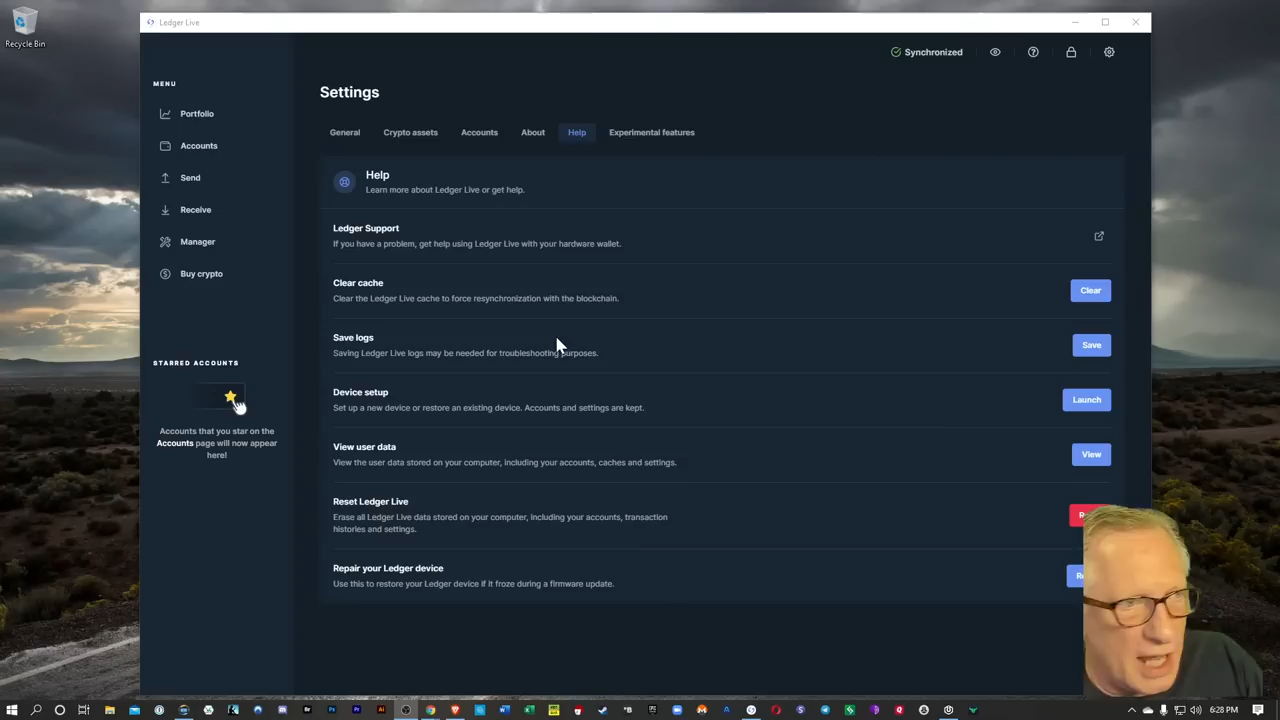 Ledger Live
Recycle Bin
Synchronized
MENU
Portfolio
Accounts
Send
Receive
Manager
Buy crypto
STARRED ACCOUNTS
Accounts that you star on the
Accounts page will now appear
here!
Settings
General
Crypto assets
Accounts
About
Help
Experimental features
Help
Learn more about Ledger Live or get help.
Ledger Support
If you have a problem, get help using Ledger Live with your hardware wallet.
Clear cache
Clear the Ledger Live cache to force resynchronization with the blockchain.
Clear
Save logs
Saving Ledger Live logs may be needed for troubleshooting purposes.
Save
Device setup
Set up a new device or restore an existing device. Accounts and settings are kept.
Launch
View user data
View the user data stored on your computer, including your accounts, caches and settings.
View
Reset Ledger Live
Erase all Ledger Live data stored on your computer, including your accounts, transaction
histories and settings.
Repair your Ledger device
Use this to restore your Ledger device if it froze during a firmware update.
6:28 PM